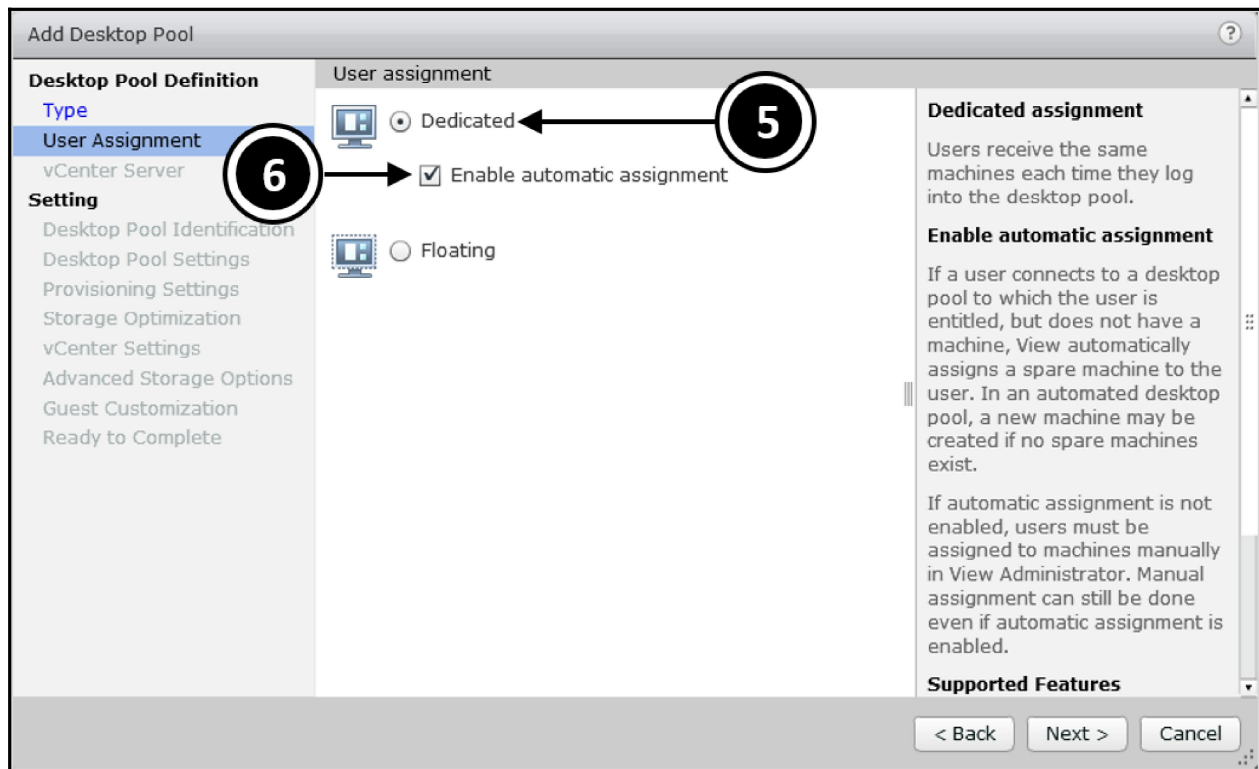 Add Desktop Pool
?
Desktop Pool Definition
Type
User Assignment
vCenter Server
Setting
Desktop Pool Identification
Desktop Pool Settings
Provisioning Settings
Storage Optimization
vCenter Settings
Advanced Storage Options
Guest Customization
Ready to Complete
User assignment
Dedicated
5
6
Enable automatic assignment
Floating
Dedicated assignment
Users receive the same
machines each time they log
into the desktop pool.
Enable automatic assignment
If a user connects to a desktop
pool to which the user is
entitled, but does not have a
machine, View automatically
assigns a spare machine to the
user. In an automated desktop
pool, a new machine may be
created if no spare machines
exist.
If automatic assignment is not
enabled, users must be
assigned to machines manually
in View Administrator. Manual
assignment can still be done
even if automatic assignment is
enabled.
Supported Features
< Back
Next >
Cancel